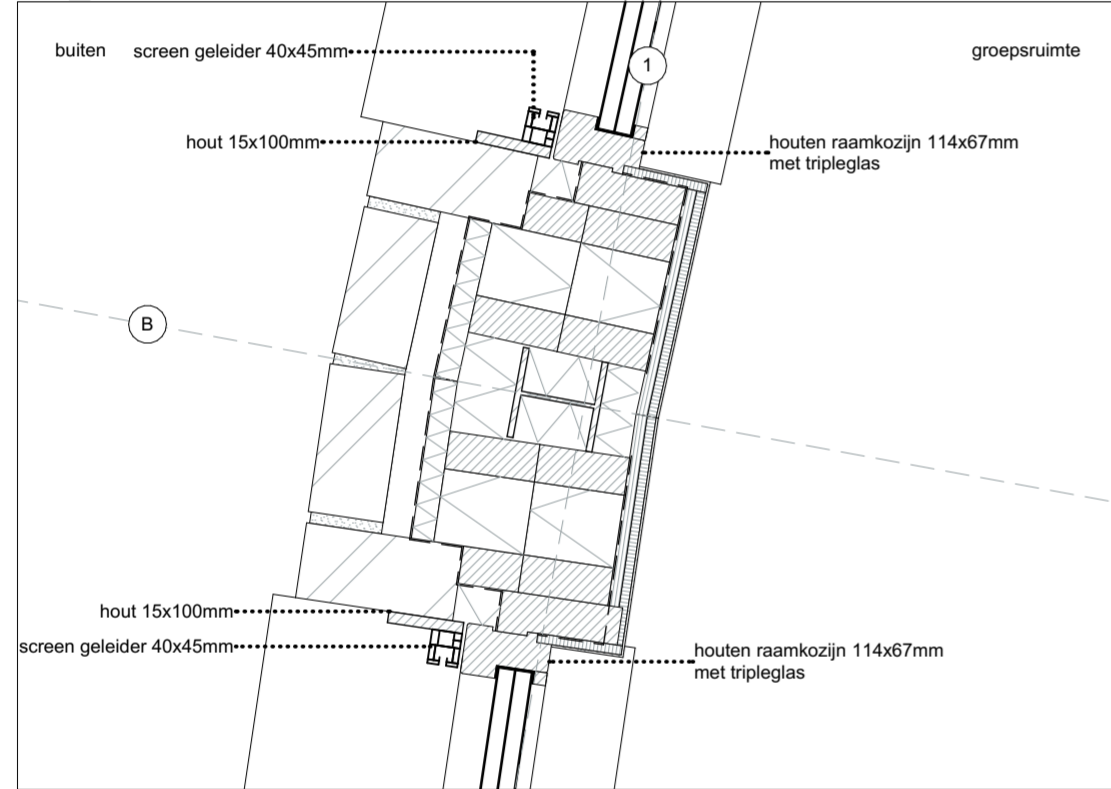 buiten
screen geleider 40x45mm
1
groepsruimte
hout 15x100mm
houten raamkozijn 114x67mm
met tripleglas
B
hout 15x100mm
screen geleider 40x45mm
houten raamkozijn 114x67mm
met tripleglas